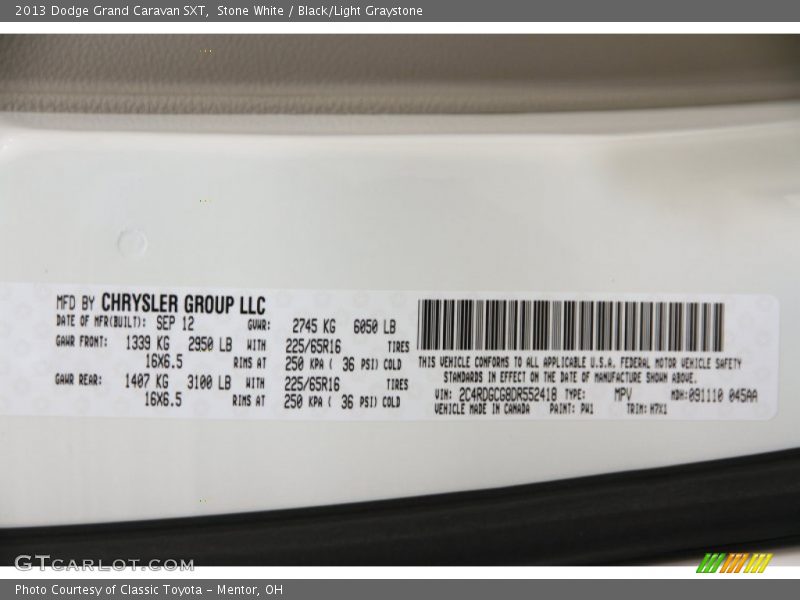 2013 Dodge Grand Caravan SXT, Stone White / Black/Light Graystone
MFD BY CHRYSLER GROUP LLC
DATE OF MFR(BUILT): SEP 12 GVWR: 2745 KG 6050 LB
GAWR FRONT: 1339 KG 2950 LB WITH 225/65R16 TIRES
16X6.5 RIMS AT 250 KPA ( 36 PSI) COLD
GAWR REAR: 1407 KG 3100 LB WITH 225/65R16 TIRES
16X6.5 RIMS AT 250 KPA ( 36 PSI) COLD
THIS VEHICLE CONFORMS TO ALL APPLICABLE U.S.A. FEDERAL MOTOR VEHICLE SAFETY
STANDARDS IN EFFECT ON THE DATE OF MANUFACTURE SHOWN ABOVE.
VIN: 2C4RDGCG8DR552418 TYPE: MPV MDH:091110 045AA
VEHICLE MADE IN CANADA PAINT: PW1 TRIM: H7X1
GTCARLOT.COM
Photo Courtesy of Classic Toyota - Mentor, OH